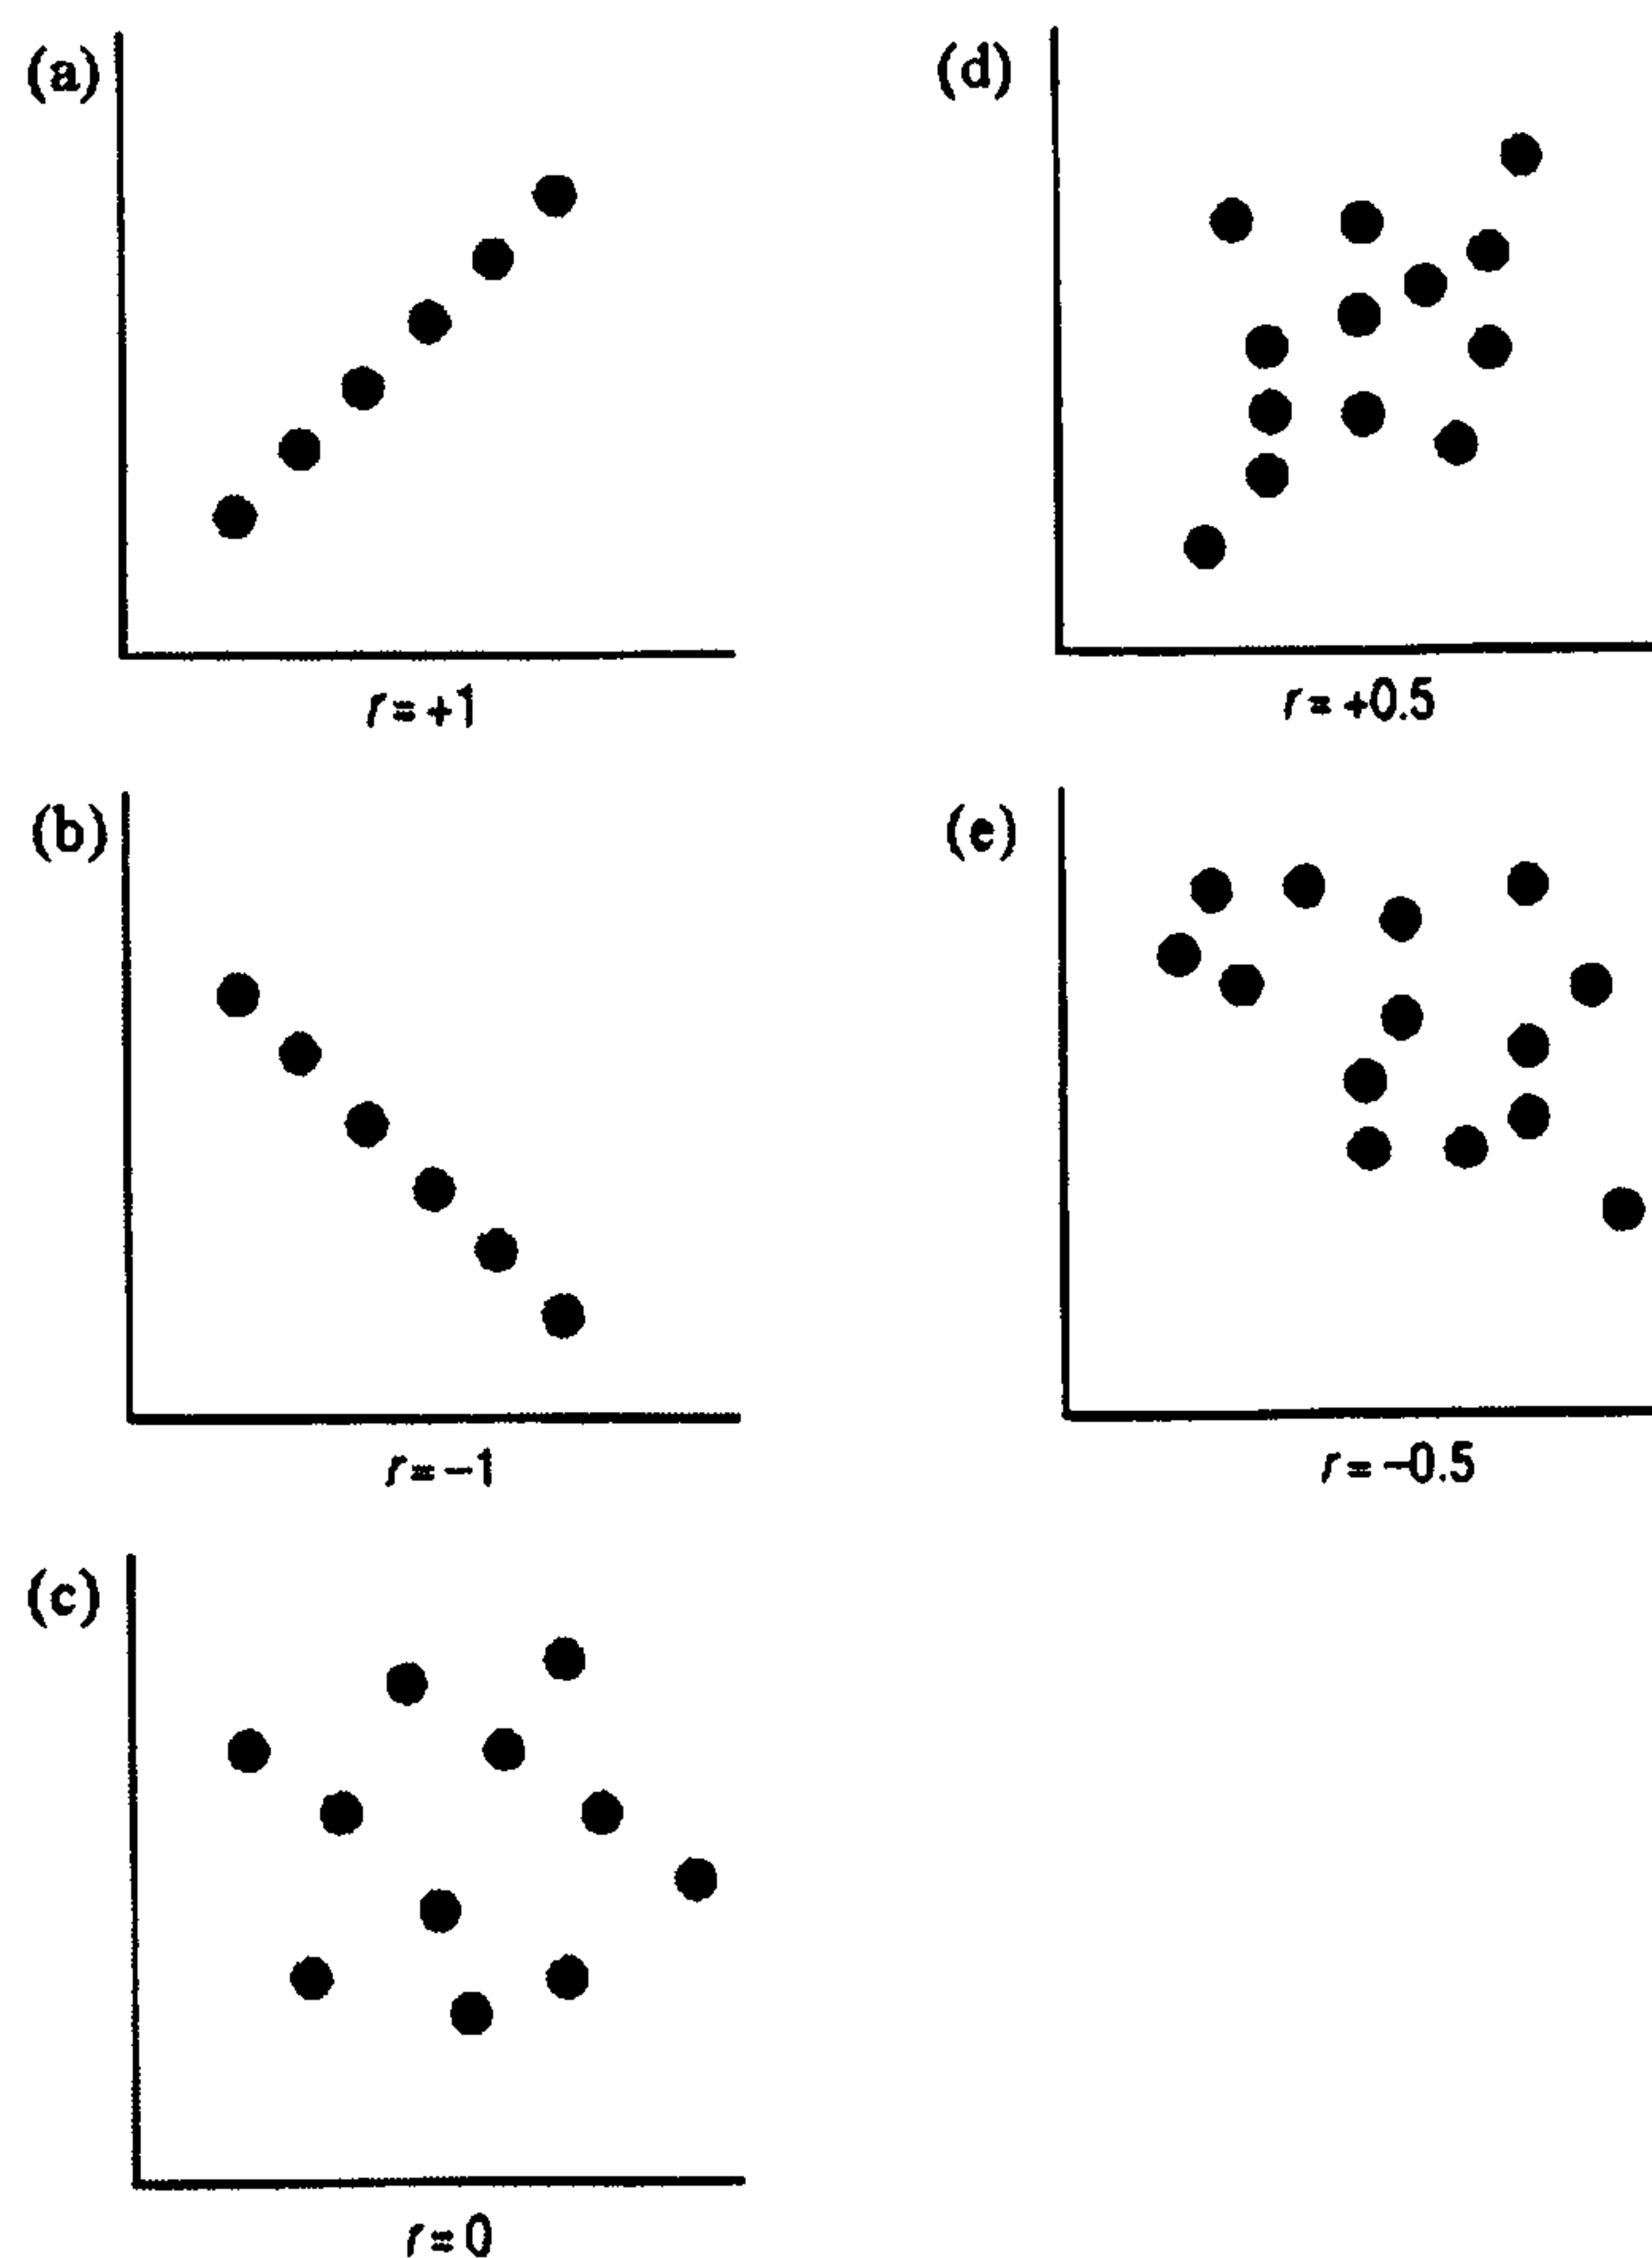 (a)
r = +1
(b)
r = −1
(c)
r = 0
(d)
r = +0.5
(e)
r = −0.5